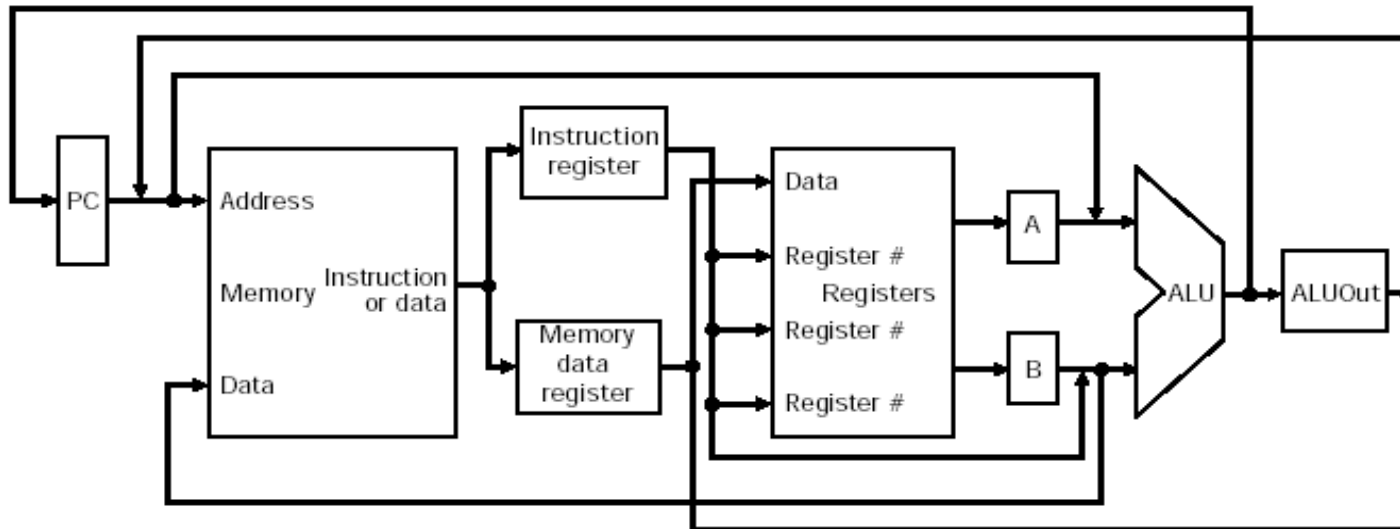 PC
Address
Memory
Instruction
or data
Data
Instruction
register
Memory
data
register
Data
Register #
Registers
Register #
Register #
A
B
ALU
ALUOut